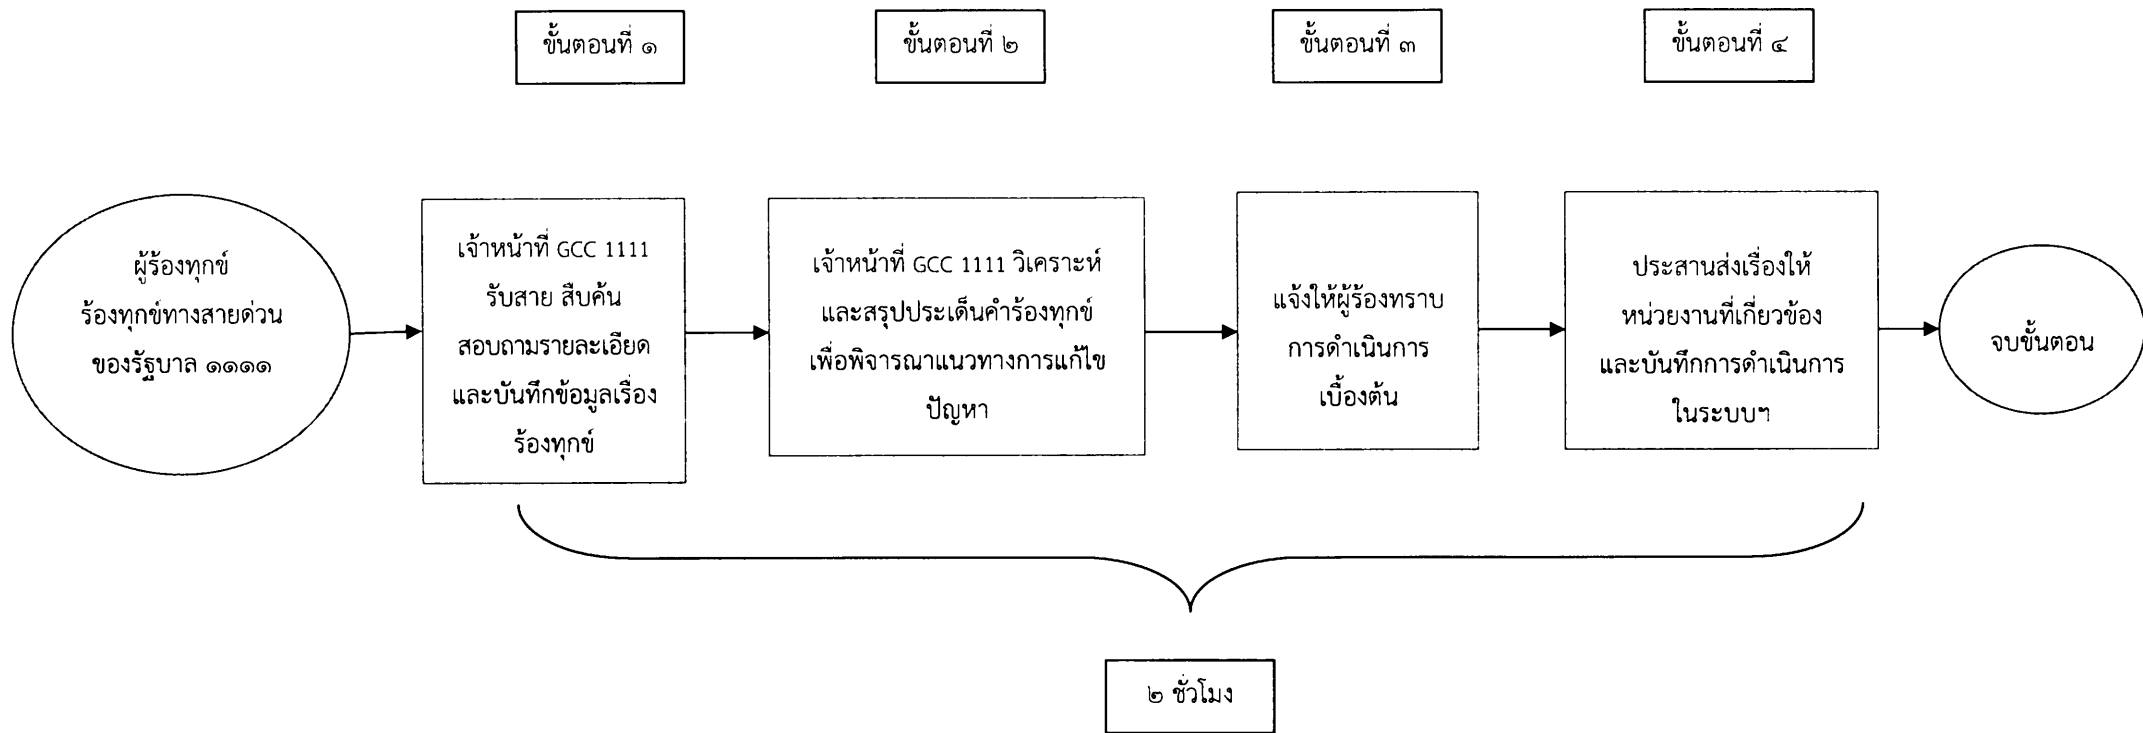 ขั้นตอนที่ ๑
ขั้นตอนที่ ๒
ขั้นตอนที่ ๓
ขั้นตอนที่ ๔
ผู้ร้องทุกข์
ร้องทุกข์ทางสายด่วน
ของรัฐบาล ๑๑๑๑
เจ้าหน้าที่ GCC 1111
รับสาย สืบค้น
สอบถามรายละเอียด
และบันทึกข้อมูลเรื่อง
ร้องทุกข์
เจ้าหน้าที่ GCC 1111 วิเคราะห์
และสรุปประเด็นคำร้องทุกข์
เพื่อพิจารณาแนวทางการแก้ไข
ปัญหา
แจ้งให้ผู้ร้องทราบ
การดำเนินการ
เบื้องต้น
ประสานส่งเรื่องให้
หน่วยงานที่เกี่ยวข้อง
และบันทึกการดำเนินการ
ในระบบฯ
จบขั้นตอน
๒ ชั่วโมง